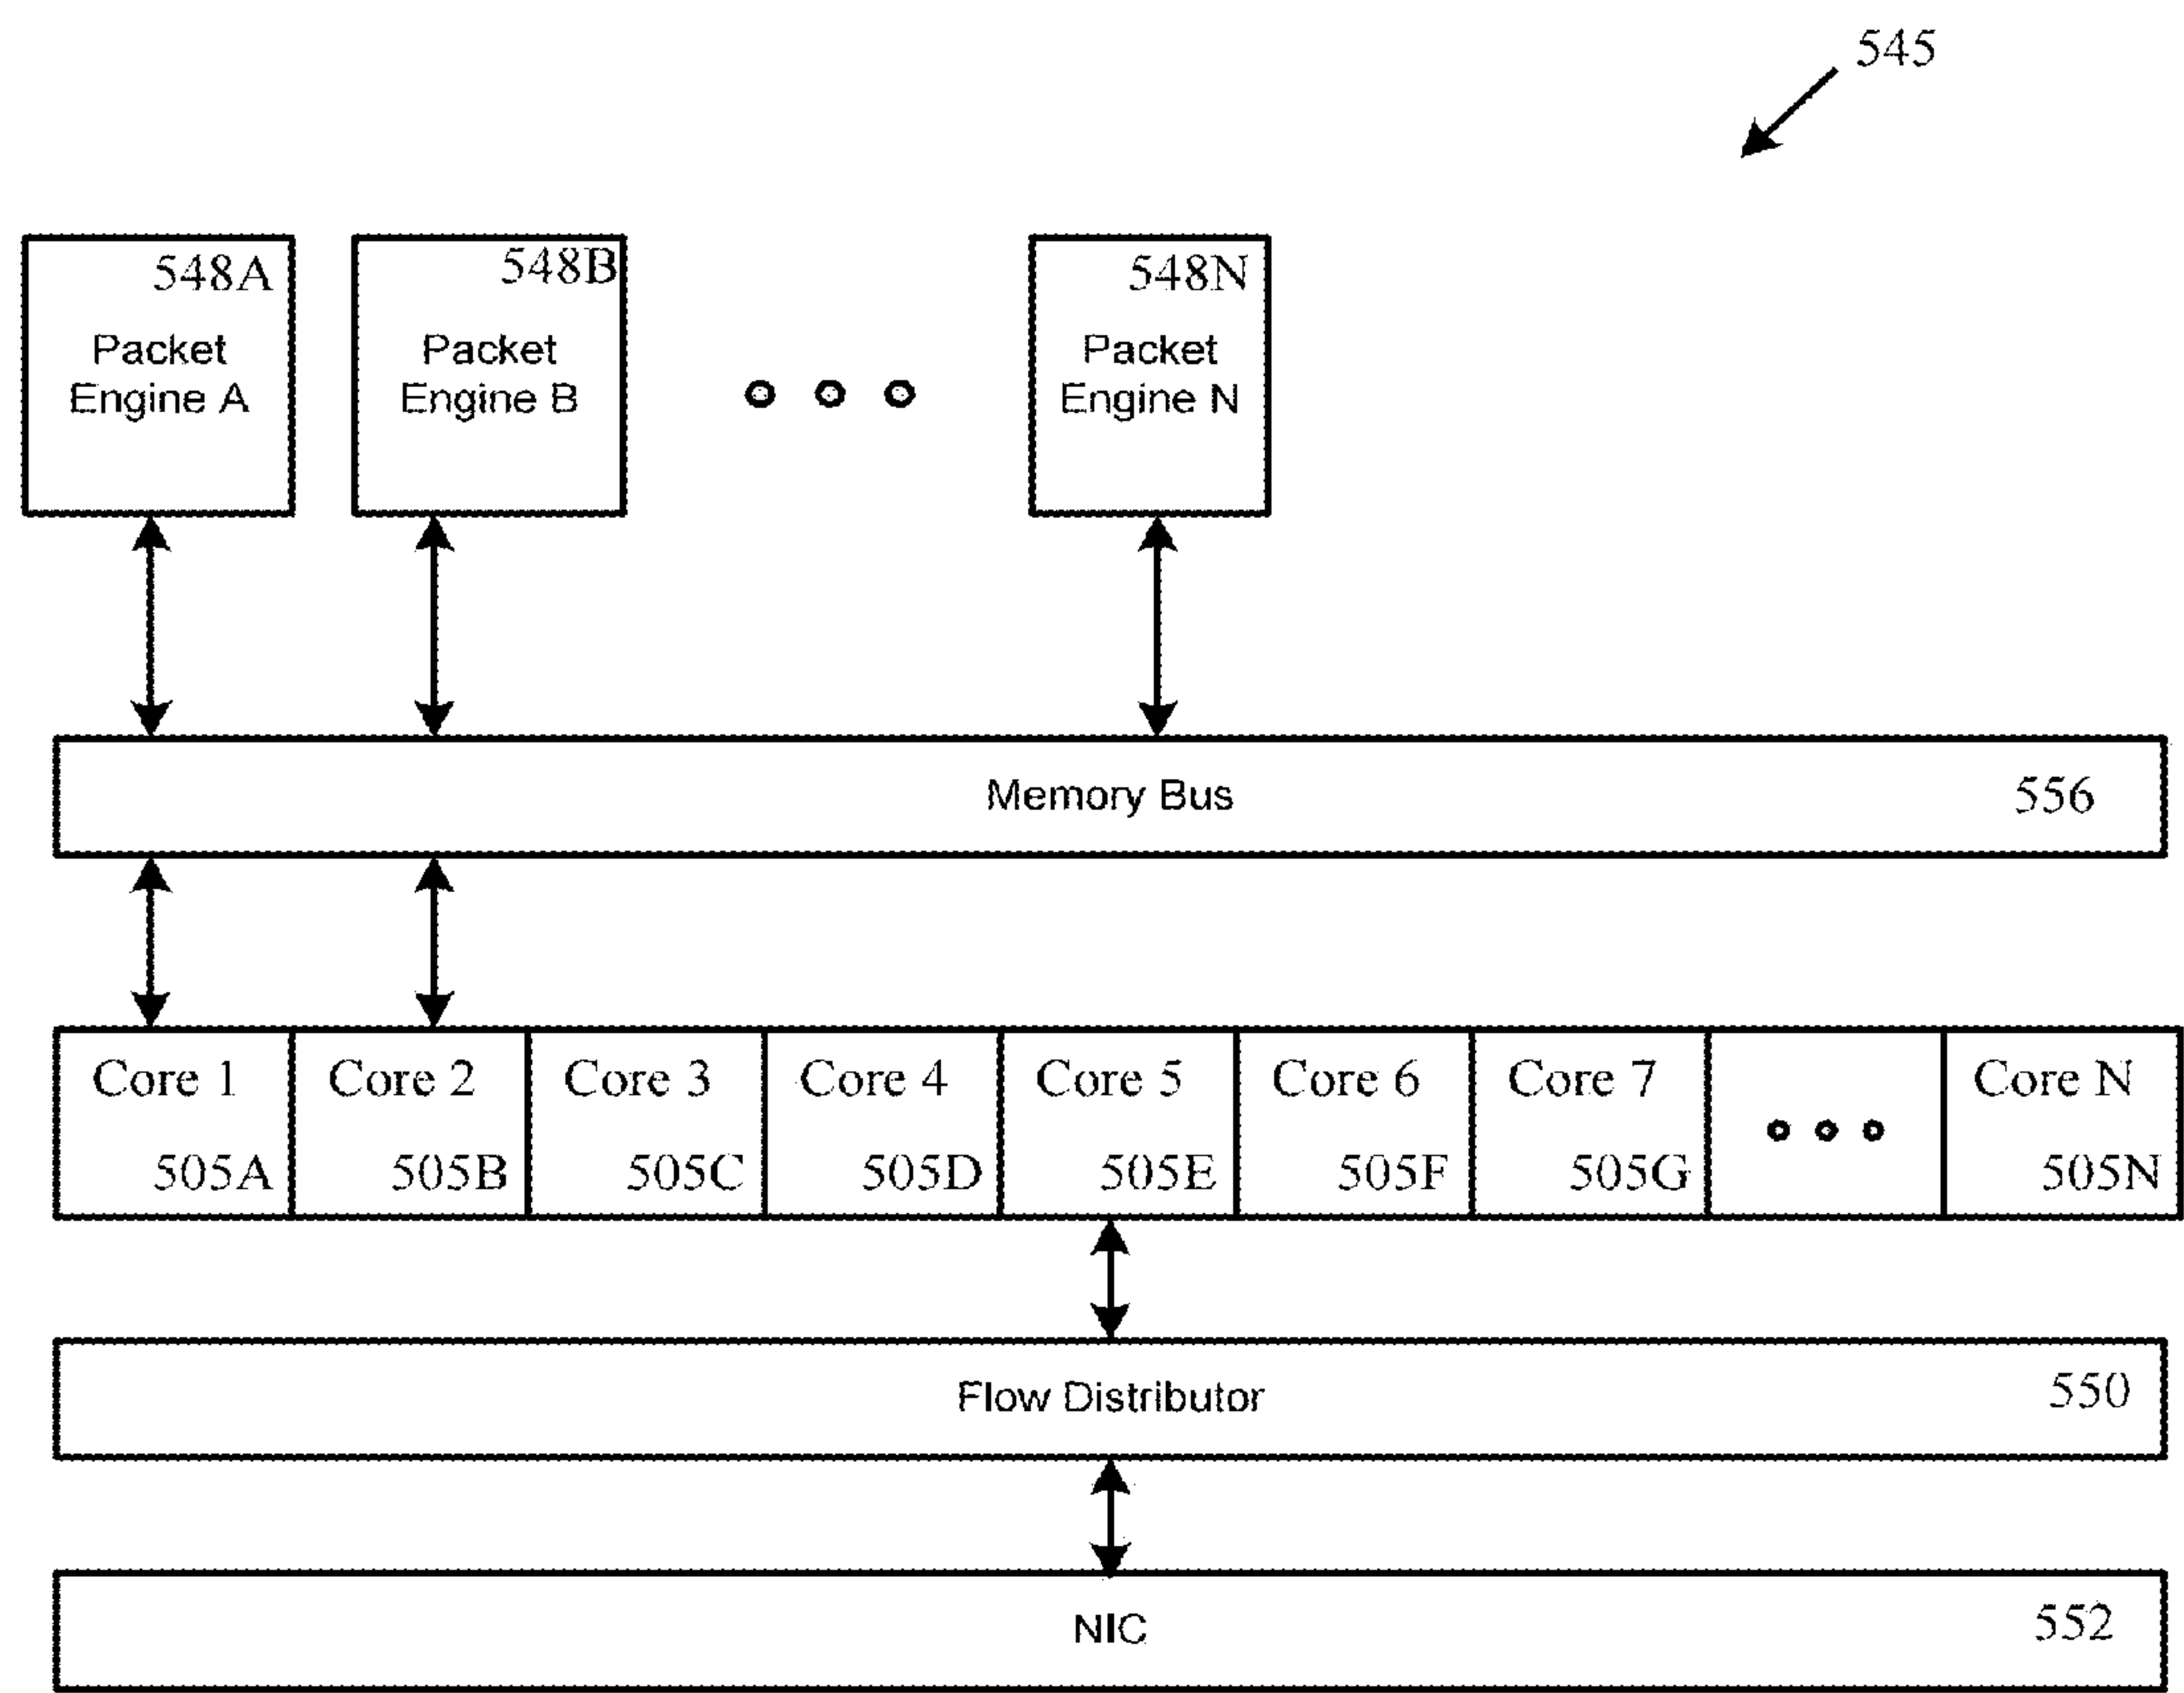 545
548A
Packet
Engine A
548B
Packet
Engine B
548N
Packet
Engine N
Memory Bus
556
Core 1
505A
Core 2
505B
Core 3
505C
Core 4
505D
Core 5
505E
Core 6
505F
Core 7
505G
Core N
505N
Flow Distributor
550
NIC
552